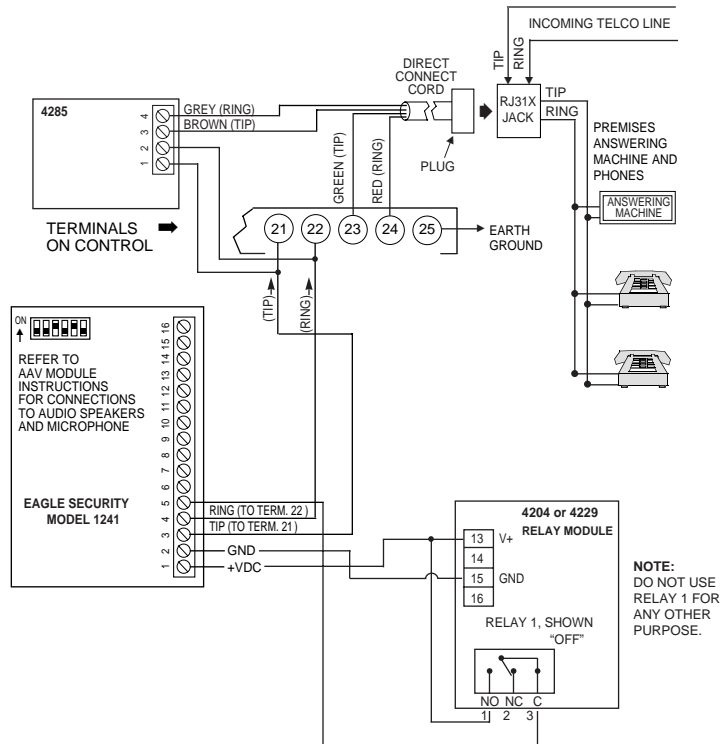 INCOMING TELCO LINE
TIP
RING
DIRECT
CONNECT
CORD
RJ31X
JACK
TIP
RING
PLUG
PREMISES
ANSWERING
MACHINE AND
PHONES
ANSWERING
MACHINE
4285
4
3
2
1
GREY (RING)
BROWN (TIP)
GREEN (TIP)
RED (RING)
TERMINALS
ON CONTROL
21
22
23
24
25
EARTH
GROUND
(TIP)
(RING)
ON
REFER TO
AAV MODULE
INSTRUCTIONS
FOR CONNECTIONS
TO AUDIO SPEAKERS
AND MICROPHONE
EAGLE SECURITY
MODEL 1241
16
15
14
13
12
11
10
9
8
7
6
5
4
3
2
1
RING (TO TERM. 22 )
TIP (TO TERM. 21 )
GND
+VDC
4204 or 4229
RELAY MODULE
13 V+
14
15 GND
16
RELAY 1, SHOWN
“OFF”
NO NC C
1 2 3
NOTE:
DO NOT USE
RELAY 1 FOR
ANY OTHER
PURPOSE.